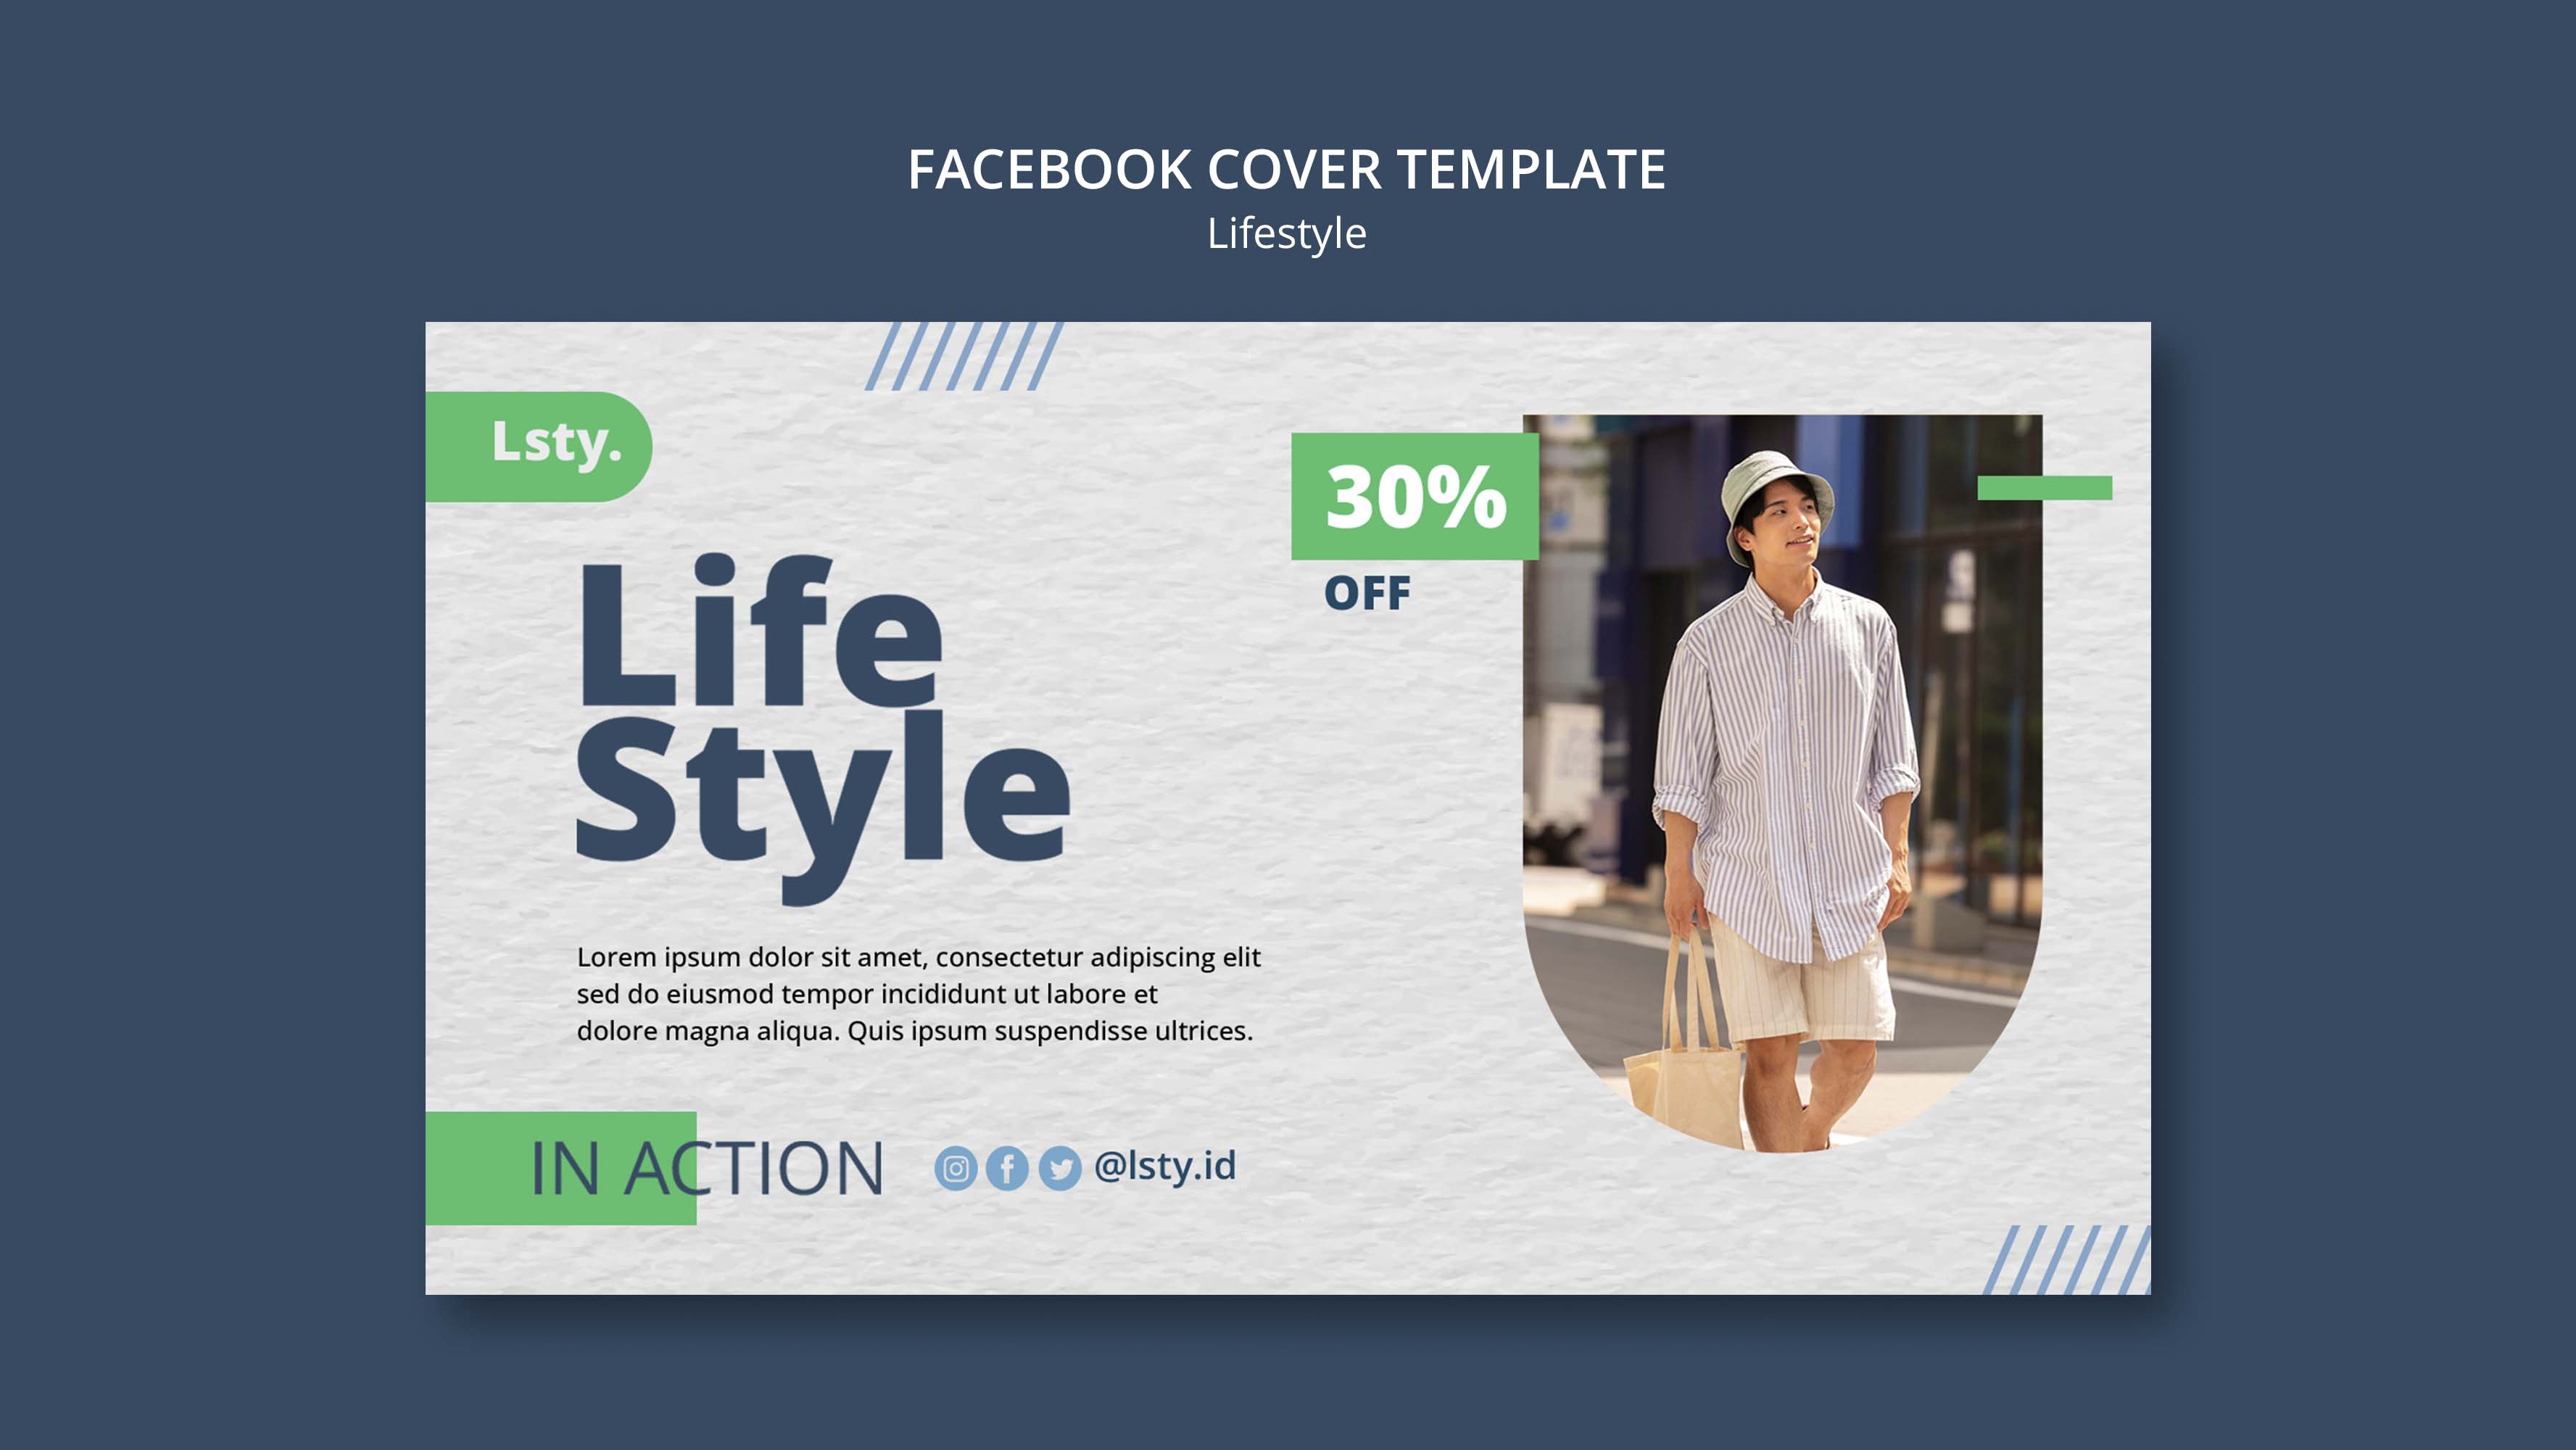 FACEBOOK COVER TEMPLATE
Lifestyle
Lsty.
30%
OFF
Life
Style
Lorem ipsum dolor sit amet, consectetur adipiscing elit
sed do eiusmod tempor incididunt ut labore et
dolore magna aliqua. Quis ipsum suspendisse ultrices.
IN ACTION
@lsty.id